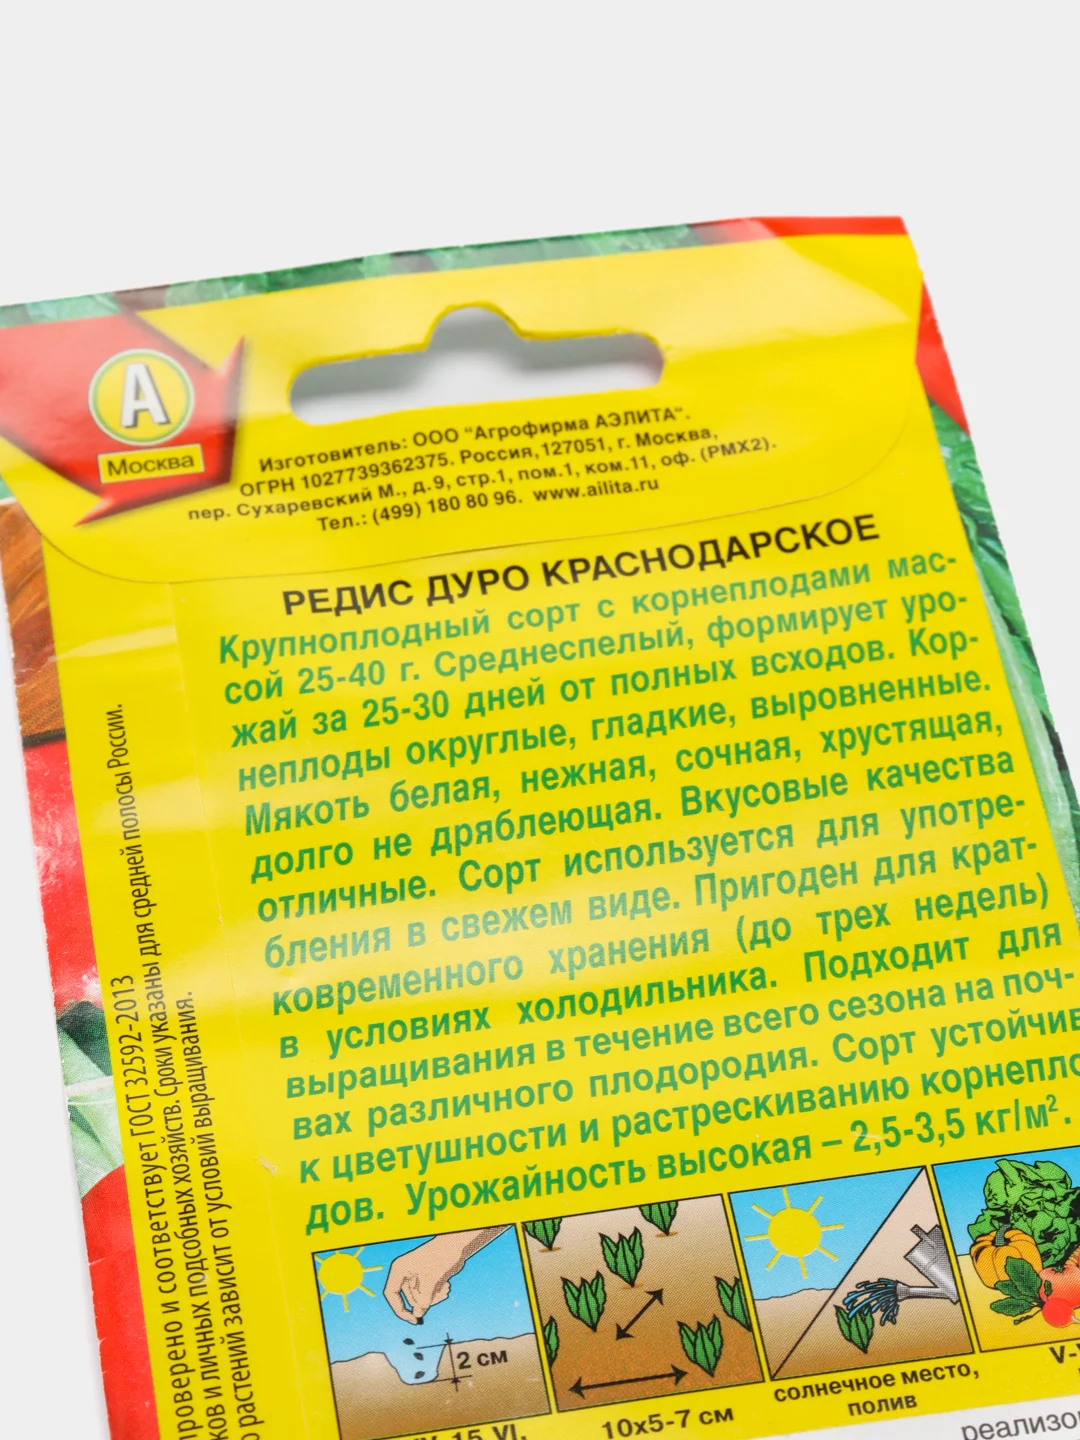 А
Москва
Изготовитель: ООО "Агрофирма АЭЛИТА".
ОГРН 1027739362375. Россия, 127051, г. Москва,
пер. Сухаревский М., д.9, стр.1, пом.1, ком.11, оф. (РМХ2).
Тел.: (499) 180 80 96. www.ailita.ru
РЕДИС ДУРО КРАСНОДАРСКОЕ
Крупноплодный сорт с корнеплодами мас-
сой 25-40 г. Среднеспелый, формирует уро-
жай за 25-30 дней от полных всходов. Кор-
неплоды округлые, гладкие, выровненные.
Мякоть белая, нежная, сочная, хрустящая,
долго не дряблеющая. Вкусовые качества
отличные. Сорт используется для употре-
бления в свежем виде. Пригоден для крат-
ковременного хранения (до трех недель)
в условиях холодильника. Подходит для
выращивания в течение всего сезона на поч-
вах различного плодородия. Сорт устойчив
к цветушности и растрескиванию корнепло
дов. Урожайность высокая – 2,5-3,5 кг/м².
2 см
15 VI.
10х5-7 см
солнечное место,
полив
V-
реализо
проверено и соответствует ГОСТ 32592-2013
ков и личных подсобных хозяйств. Сроки указаны для средней полосы России.
растений зависит от условий выращивания.